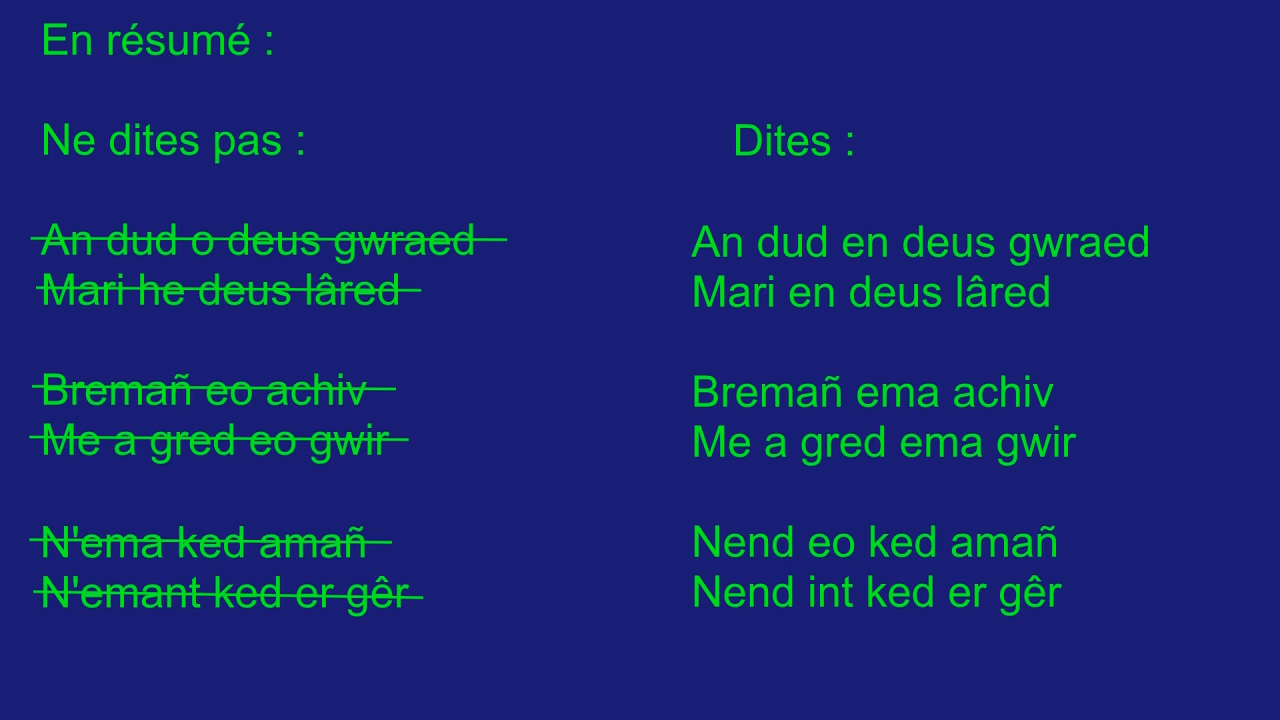 En résumé :
Ne dites pas :
Dites :
An dud o deus gwraed
Mari he deus lâred
An dud en deus gwraed
Mari en deus lâred
Bremañ eo achiv
Me a gred eo gwir
Bremañ ema achiv
Me a gred ema gwir
N'ema ked amañ
N'emant ked er gêr
Nend eo ked amañ
Nend int ked er gêr